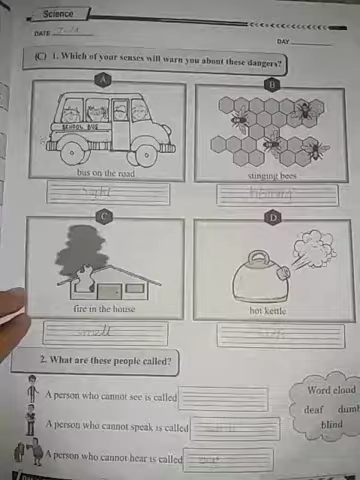 Science
DATE
DAY
(C) 1. Which of your senses will warn you about these dangers?
A
B
SCHOOL BUS
bus on the road
stinging bees
sight
hearing
C
D
fire in the house
hot kettle
smell
2. What are these people called?
A person who cannot see is called
Word cloud
deaf dumb
blind
A person who cannot speak is called
A person who cannot hear is called